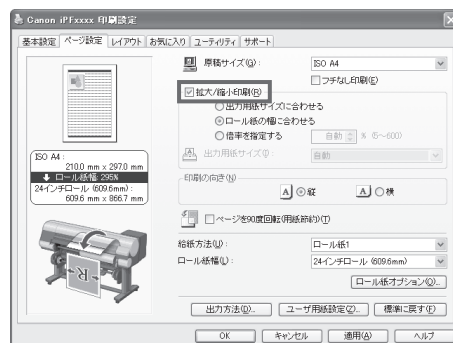 Canon iPFxxxx 印刷設定
基本設定 ページ設定 レイアウト お気に入り ユーティリティ サポート
原稿サイズ(G): ISO A4
フチなし印刷(E)
拡大/縮小印刷(R)
出力用紙サイズに合わせる
ロール紙の幅に合わせる
倍率を指定する 自動 % (5～600)
出力用紙サイズ(I): 自動
ISO A4 :
210.0 mm x 297.0 mm
ロール紙幅: 295%
24インチロール (609.6mm) :
609.6 mm x 866.7 mm
印刷の向き(N)
A 縦 A 横
ページを90度回転(用紙節約)(T)
給紙方法(U): ロール紙1
ロール紙幅(L): 24インチロール (609.6mm)
R
ロール紙オプション(O)...
出力方法(D)... ユーザ用紙設定(Z)... 標準に戻す(F)
OK キャンセル 適用(A) ヘルプ